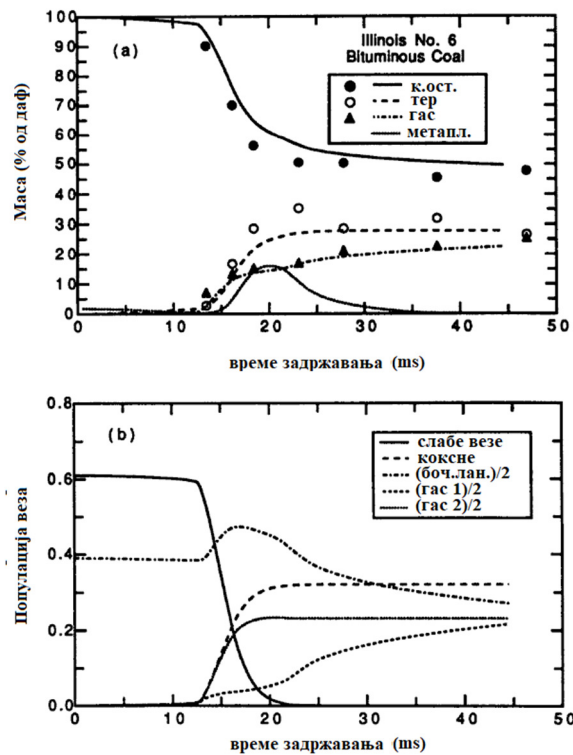 100
90
80
70
60
50
40
30
20
10
0
Маса (% од даф)
(a)
Illinois No. 6
Bituminous Coal
к.ост.
тер
гас
метапл.
0 10 20 30 40 50
време задржавања (ms)
0.8
0.6
0.4
0.2
0.0
Популација веза
(b)
слабе везе
коксне
(боч.лан.)/2
(гас 1)/2
(гас 2)/2
0 10 20 30 40 50
време задржавања (ms)